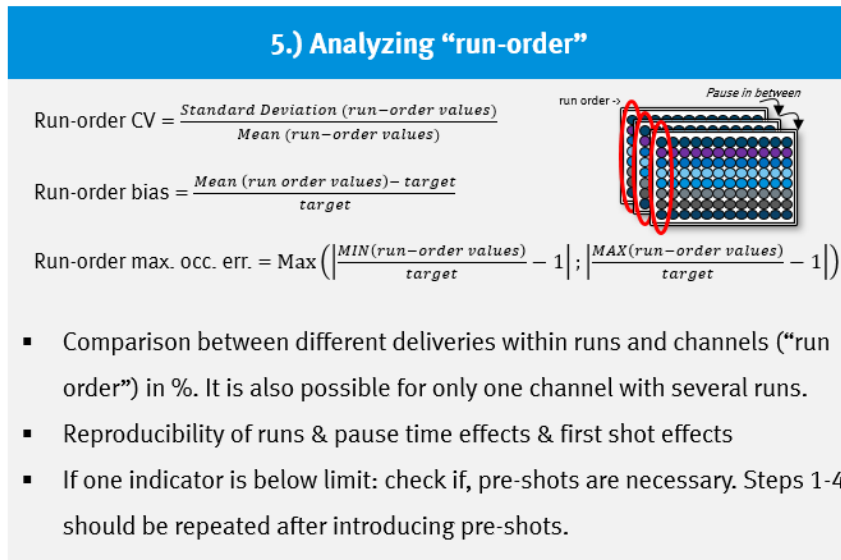 5.) Analyzing “run-order”
run order ->
Pause in between
Run-order CV = Standard Deviation (run−order values) / Mean (run−order values)
Run-order bias = Mean (run order values)− target / target
Run-order max. occ. err. = Max (|MIN(run−order values) / target − 1| ; |MAX(run−order values) / target − 1|)
▪ Comparison between different deliveries within runs and channels (“run
order”) in %. It is also possible for only one channel with several runs.
▪ Reproducibility of runs & pause time effects & first shot effects
▪ If one indicator is below limit: check if, pre-shots are necessary. Steps 1-4
should be repeated after introducing pre-shots.